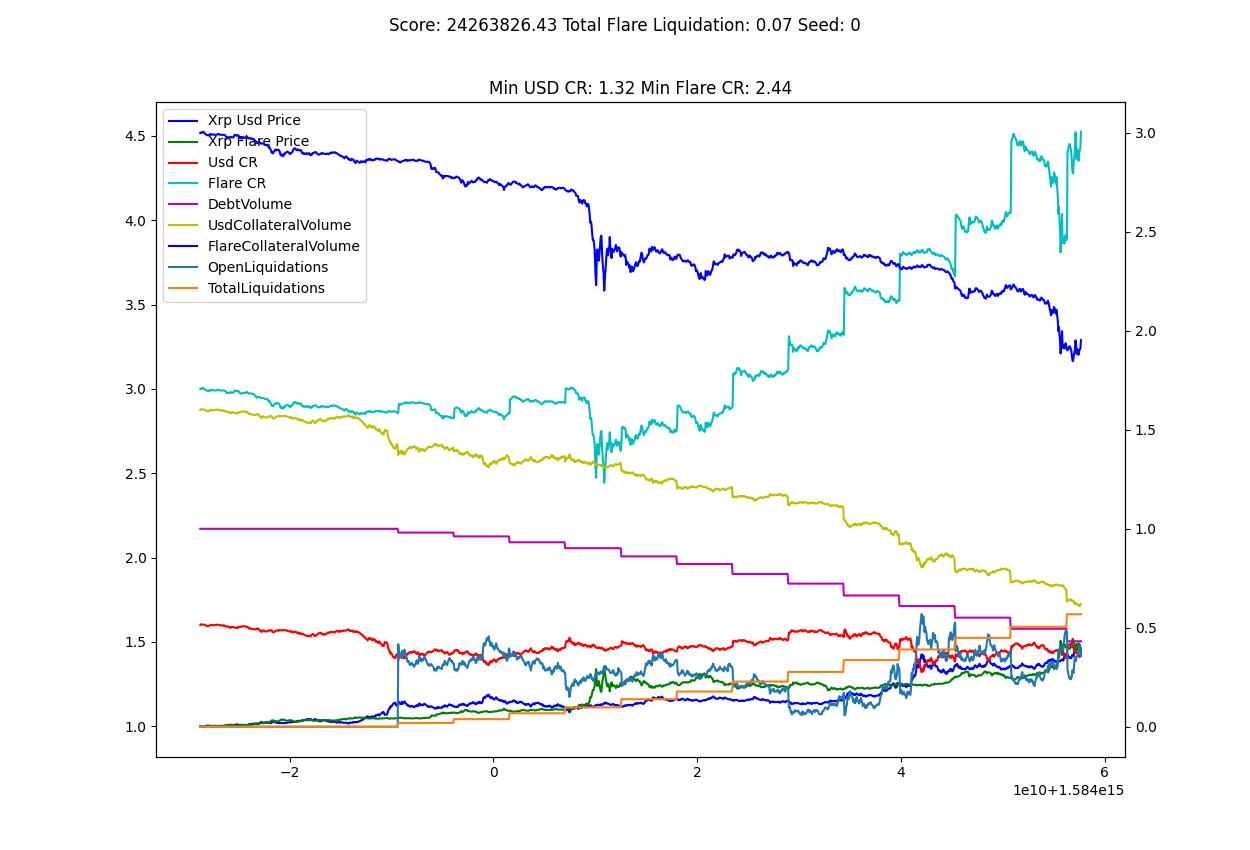 Score: 24263826.43 Total Flare Liquidation: 0.07 Seed: 0
Min USD CR: 1.32 Min Flare CR: 2.44
Xrp Usd Price
Xrp Flare Price
Usd CR
Flare CR
DebtVolume
UsdCollateralVolume
FlareCollateralVolume
OpenLiquidations
TotalLiquidations
4.5
4.0
3.5
3.0
2.5
2.0
1.5
1.0
3.0
2.5
2.0
1.5
1.0
0.5
0.0
−2
0
2
4
6
1e10+1.584e15